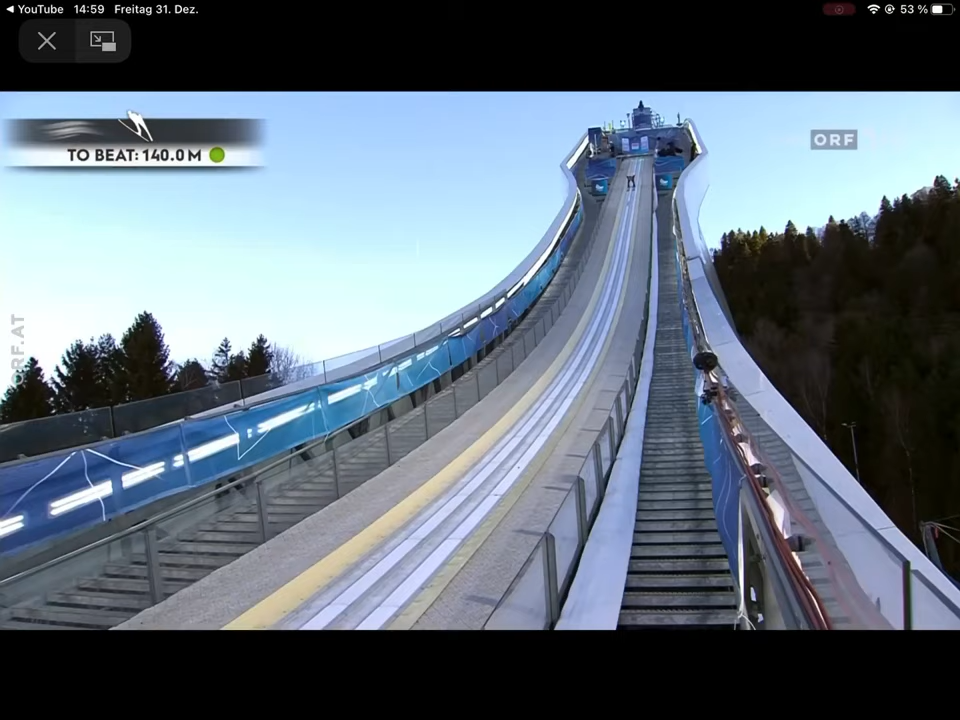 YouTube 14:59 Freitag 31. Dez. 53 %
ORF
TO BEAT: 140.0 M
ORF.AT